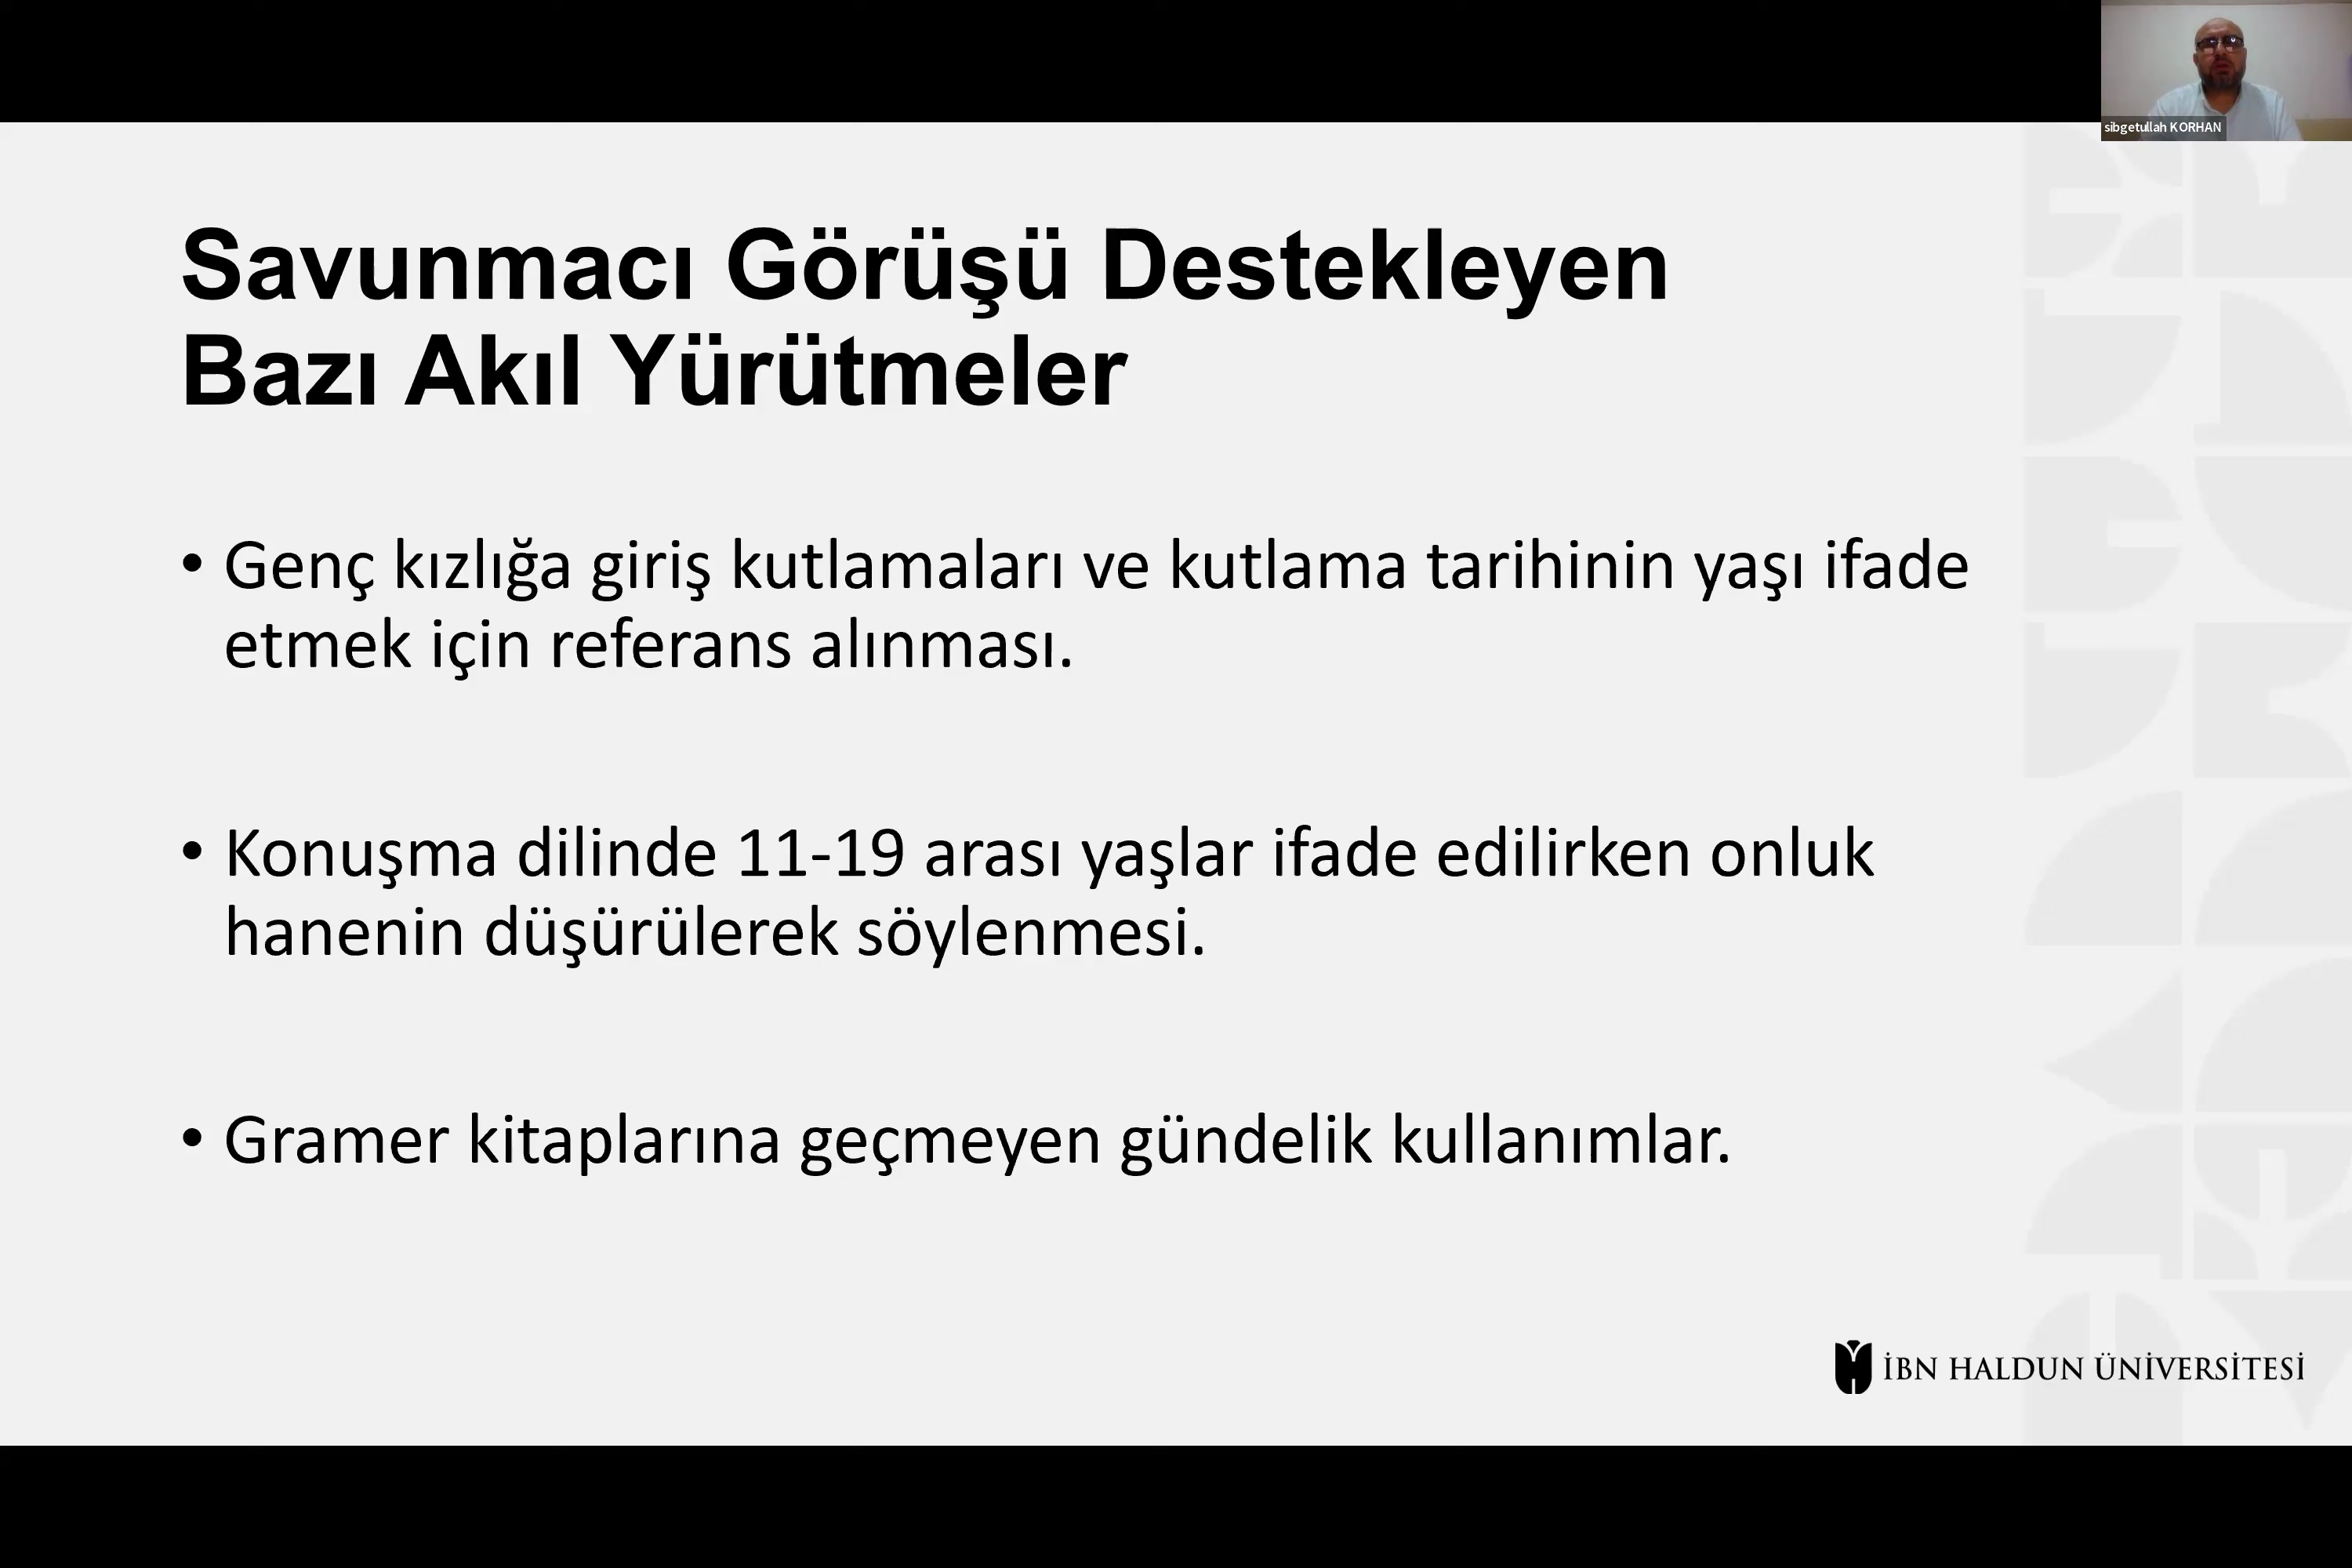 sibgetullah KORHAN
Savunmacı Görüşü Destekleyen
Bazı Akıl Yürütmeler
• Genç kızlığa giriş kutlamaları ve kutlama tarihinin yaşı ifade
etmek için referans alınması.
• Konuşma dilinde 11-19 arası yaşlar ifade edilirken onluk
hanenin düşürülerek söylenmesi.
• Gramer kitaplarına geçmeyen gündelik kullanımlar.
İBN HALDUN ÜNİVERSİTESİ